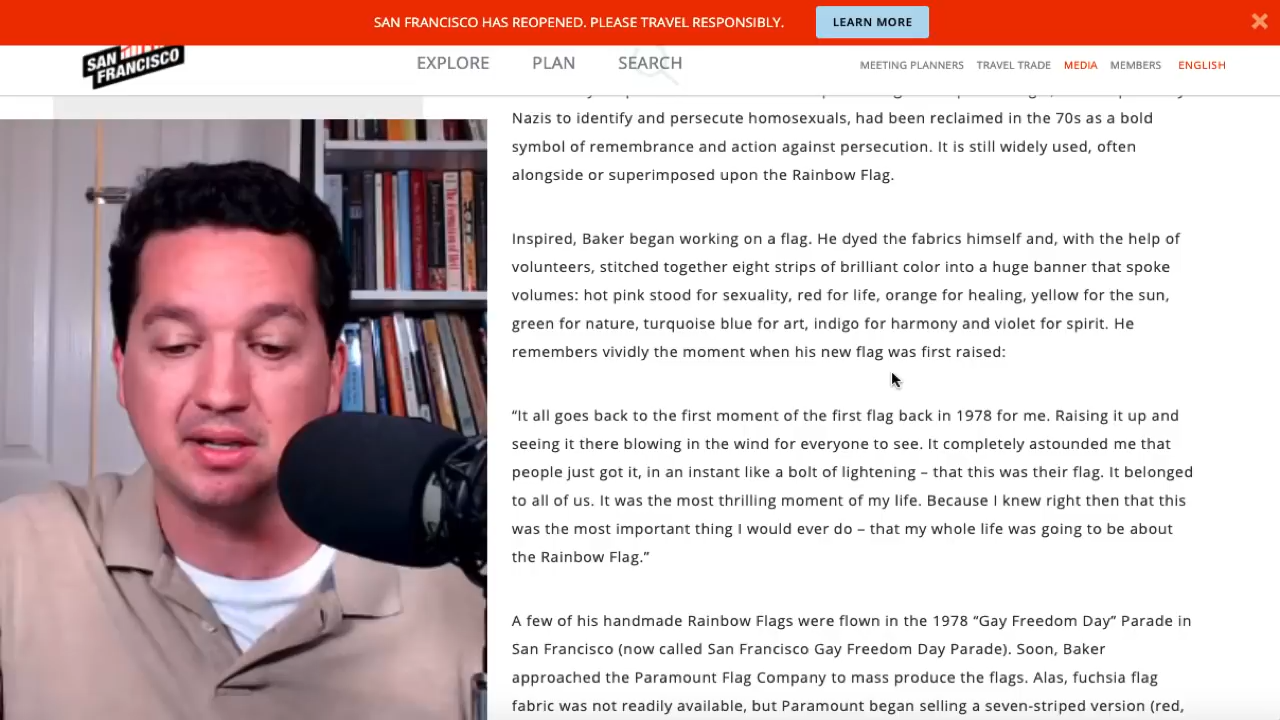 SAN FRANCISCO HAS REOPENED. PLEASE TRAVEL RESPONSIBLY.
LEARN MORE
SAN FRANCISCO
EXPLORE PLAN SEARCH
MEETING PLANNERS TRAVEL TRADE MEDIA MEMBERS ENGLISH
Nazis to identify and persecute homosexuals, had been reclaimed in the 70s as a bold
symbol of remembrance and action against persecution. It is still widely used, often
alongside or superimposed upon the Rainbow Flag.
Inspired, Baker began working on a flag. He dyed the fabrics himself and, with the help of
volunteers, stitched together eight strips of brilliant color into a huge banner that spoke
volumes: hot pink stood for sexuality, red for life, orange for healing, yellow for the sun,
green for nature, turquoise blue for art, indigo for harmony and violet for spirit. He
remembers vividly the moment when his new flag was first raised:
“It all goes back to the first moment of the first flag back in 1978 for me. Raising it up and
seeing it there blowing in the wind for everyone to see. It completely astounded me that
people just got it, in an instant like a bolt of lightening – that this was their flag. It belonged
to all of us. It was the most thrilling moment of my life. Because I knew right then that this
was the most important thing I would ever do – that my whole life was going to be about
the Rainbow Flag.”
A few of his handmade Rainbow Flags were flown in the 1978 “Gay Freedom Day” Parade in
San Francisco (now called San Francisco Gay Freedom Day Parade). Soon, Baker
approached the Paramount Flag Company to mass produce the flags. Alas, fuchsia flag
fabric was not readily available, but Paramount began selling a seven-striped version (red,